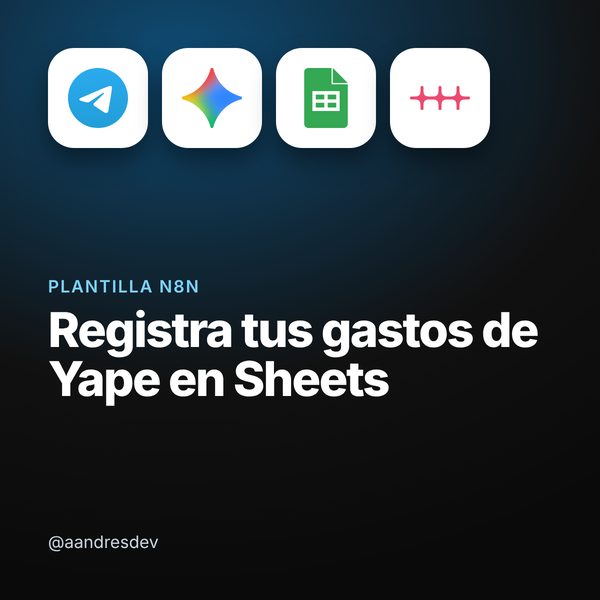 PLANTILLA N8N
Registra tus gastos de
Yape en Sheets
@aandresdev